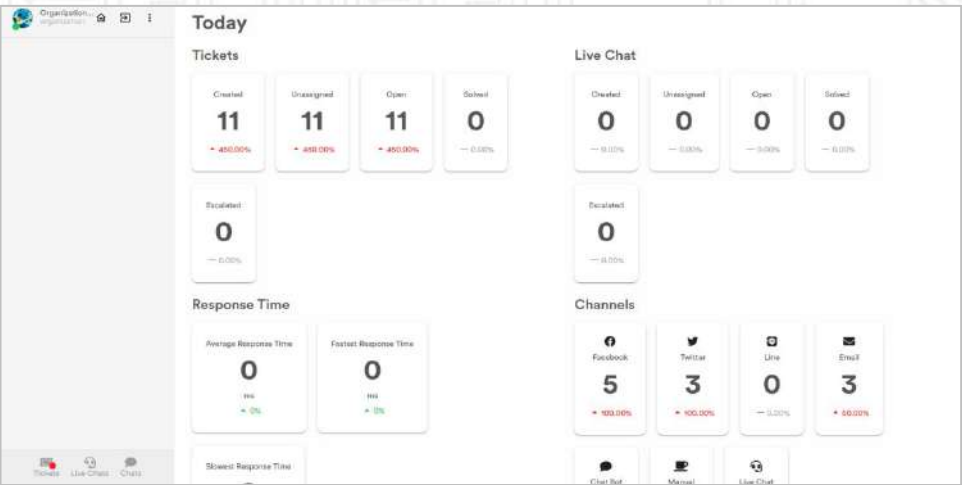 Organization...
organization
Today
Tickets
Created
11
450.00%
Unassigned
11
450.00%
Open
11
450.00%
Solved
0
— 0.00%
Escalated
0
— 0.00%
Live Chat
Created
0
— 0.00%
Unassigned
0
— 0.00%
Open
0
— 0.00%
Solved
0
— 0.00%
Escalated
0
— 0.00%
Response Time
Average Response Time
0
ms
0%
Fastest Response Time
0
ms
0%
Slowest Response Time
Channels
Facebook
5
100.00%
Twitter
3
100.00%
Line
0
— 0.00%
Email
3
50.00%
Chat Bot
Manual
Live Chat
Tickets
Live Chats
Chats